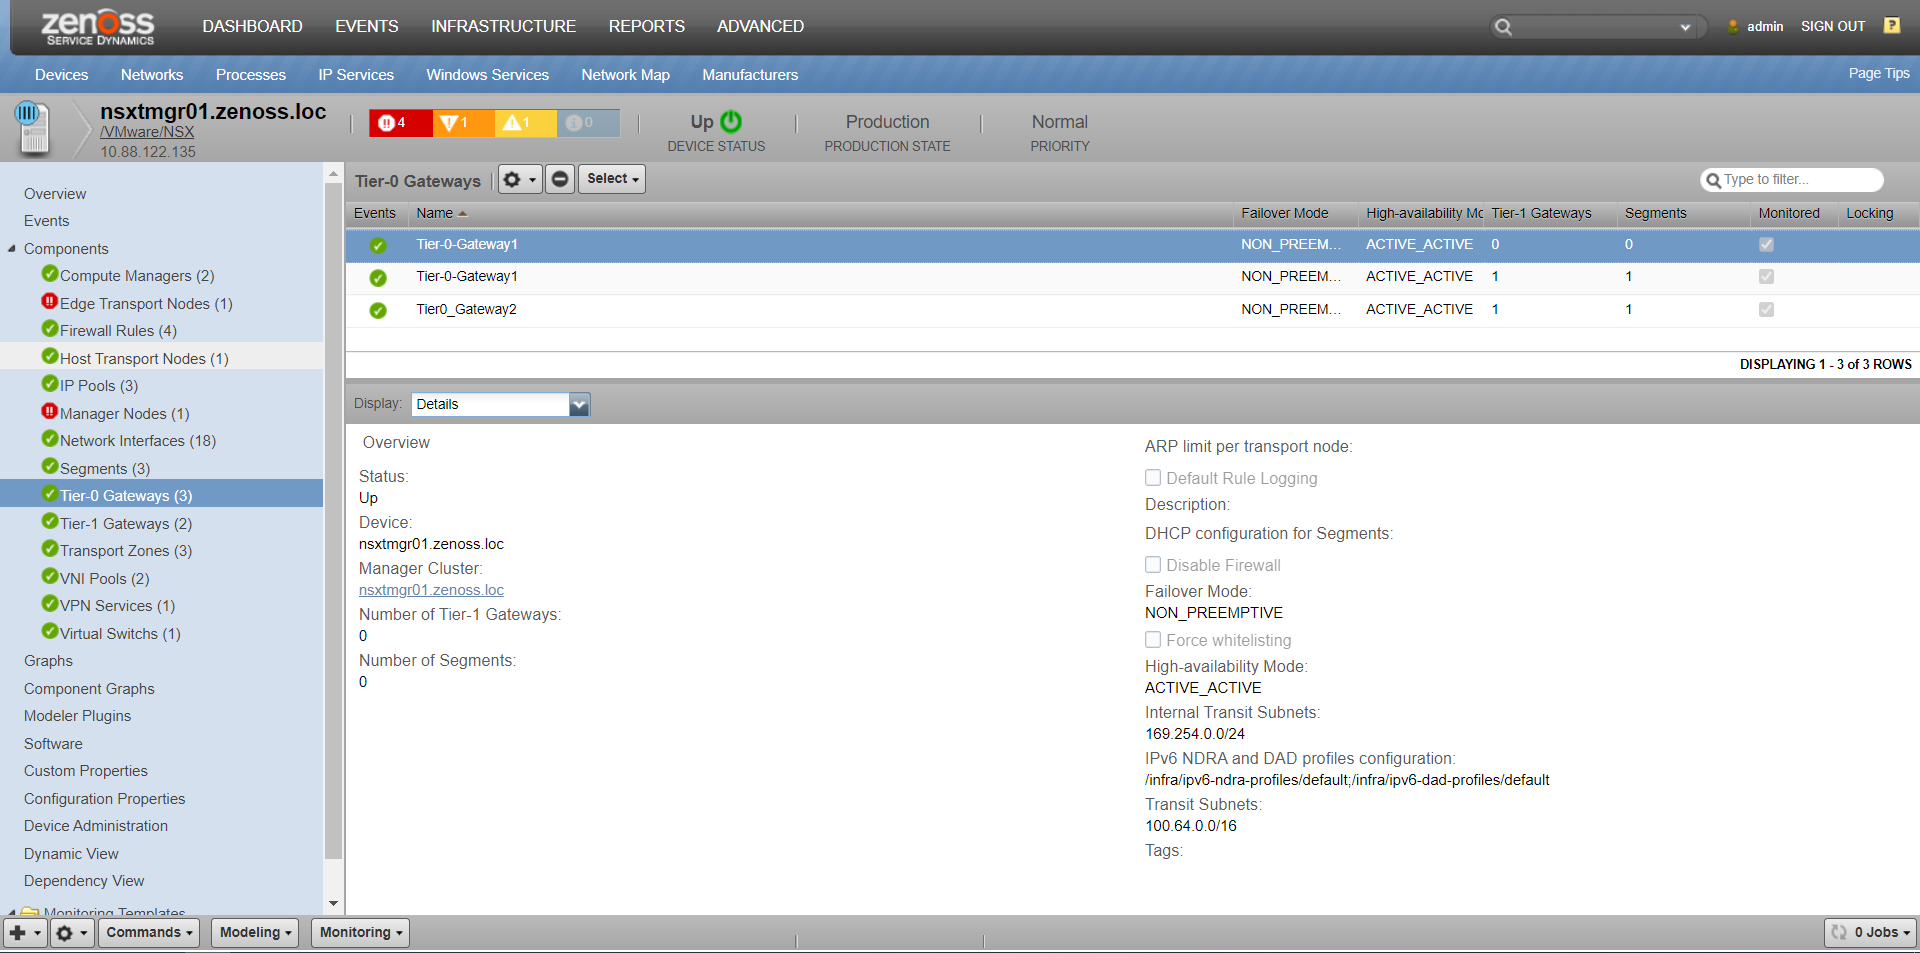 zenoss
SERVICE DYNAMICS
DASHBOARD EVENTS INFRASTRUCTURE REPORTS ADVANCED
admin SIGN OUT ?
Devices Networks Processes IP Services Windows Services Network Map Manufacturers Page Tips
nsxtmgr01.zenoss.loc
/VMware/NSX
10.88.122.135
4 1 1 0
Up
DEVICE STATUS
Production
PRODUCTION STATE
Normal
PRIORITY
Overview
Events
Components
Compute Managers (2)
Edge Transport Nodes (1)
Firewall Rules (4)
Host Transport Nodes (1)
IP Pools (3)
Manager Nodes (1)
Network Interfaces (18)
Segments (3)
Tier-0 Gateways (3)
Tier-1 Gateways (2)
Transport Zones (3)
VNI Pools (2)
VPN Services (1)
Virtual Switchs (1)
Graphs
Component Graphs
Modeler Plugins
Software
Custom Properties
Configuration Properties
Device Administration
Dynamic View
Dependency View
Monitoring Templates
Tier-0 Gateways Select Type to filter...
Events Name Failover Mode High-availability Mo Tier-1 Gateways Segments Monitored Locking
Tier-0-Gateway1 NON_PREEM... ACTIVE_ACTIVE 0 0
Tier-0-Gateway1 NON_PREEM... ACTIVE_ACTIVE 1 1
Tier0_Gateway2 NON_PREEM... ACTIVE_ACTIVE 1 1
DISPLAYING 1 - 3 of 3 ROWS
Display: Details
Overview
Status:
Up
Device:
nsxtmgr01.zenoss.loc
Manager Cluster:
nsxtmgr01.zenoss.loc
Number of Tier-1 Gateways:
0
Number of Segments:
0
ARP limit per transport node:
Default Rule Logging
Description:
DHCP configuration for Segments:
Disable Firewall
Failover Mode:
NON_PREEMPTIVE
Force whitelisting
High-availability Mode:
ACTIVE_ACTIVE
Internal Transit Subnets:
169.254.0.0/24
IPv6 NDRA and DAD profiles configuration:
/infra/ipv6-ndra-profiles/default;/infra/ipv6-dad-profiles/default
Transit Subnets:
100.64.0.0/16
Tags:
Commands Modeling Monitoring 0 Jobs